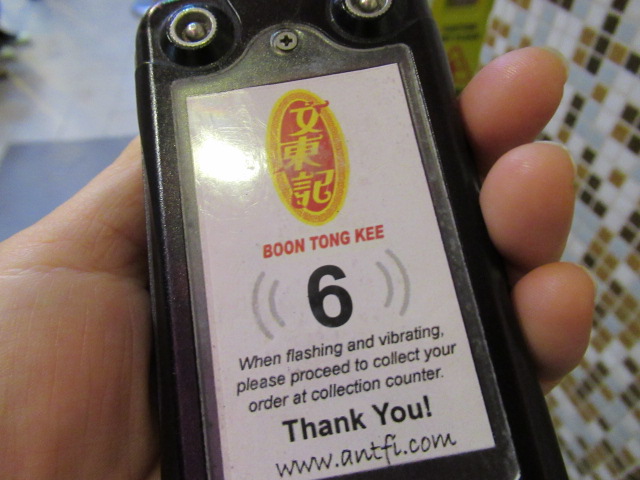 文東記
BOON TONG KEE
6
When flashing and vibrating,
please proceed to collect your
order at collection counter.
Thank You!
www.antfi.com